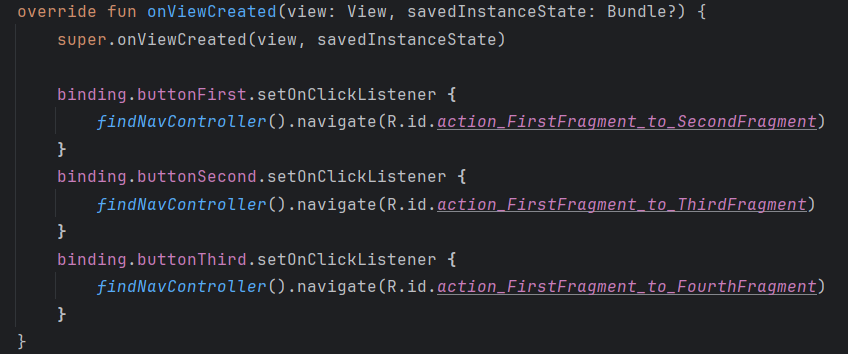 override fun onViewCreated(view: View, savedInstanceState: Bundle?) {
    super.onViewCreated(view, savedInstanceState)

    binding.buttonFirst.setOnClickListener {
        findNavController().navigate(R.id.action_FirstFragment_to_SecondFragment)
    }
    binding.buttonSecond.setOnClickListener {
        findNavController().navigate(R.id.action_FirstFragment_to_ThirdFragment)
    }
    binding.buttonThird.setOnClickListener {
        findNavController().navigate(R.id.action_FirstFragment_to_FourthFragment)
    }
}